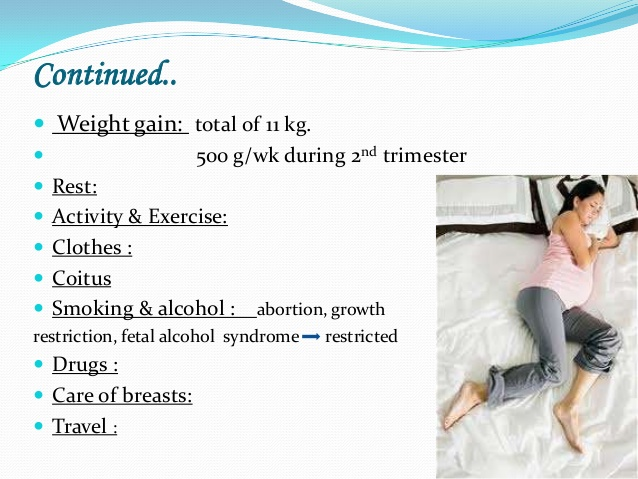 Continued..
Weight gain: total of 11 kg.
500 g/wk during 2nd trimester
Rest:
Activity & Exercise:
Clothes :
Coitus
Smoking & alcohol : abortion, growth
restriction, fetal alcohol syndrome ➡ restricted
Drugs :
Care of breasts:
Travel :